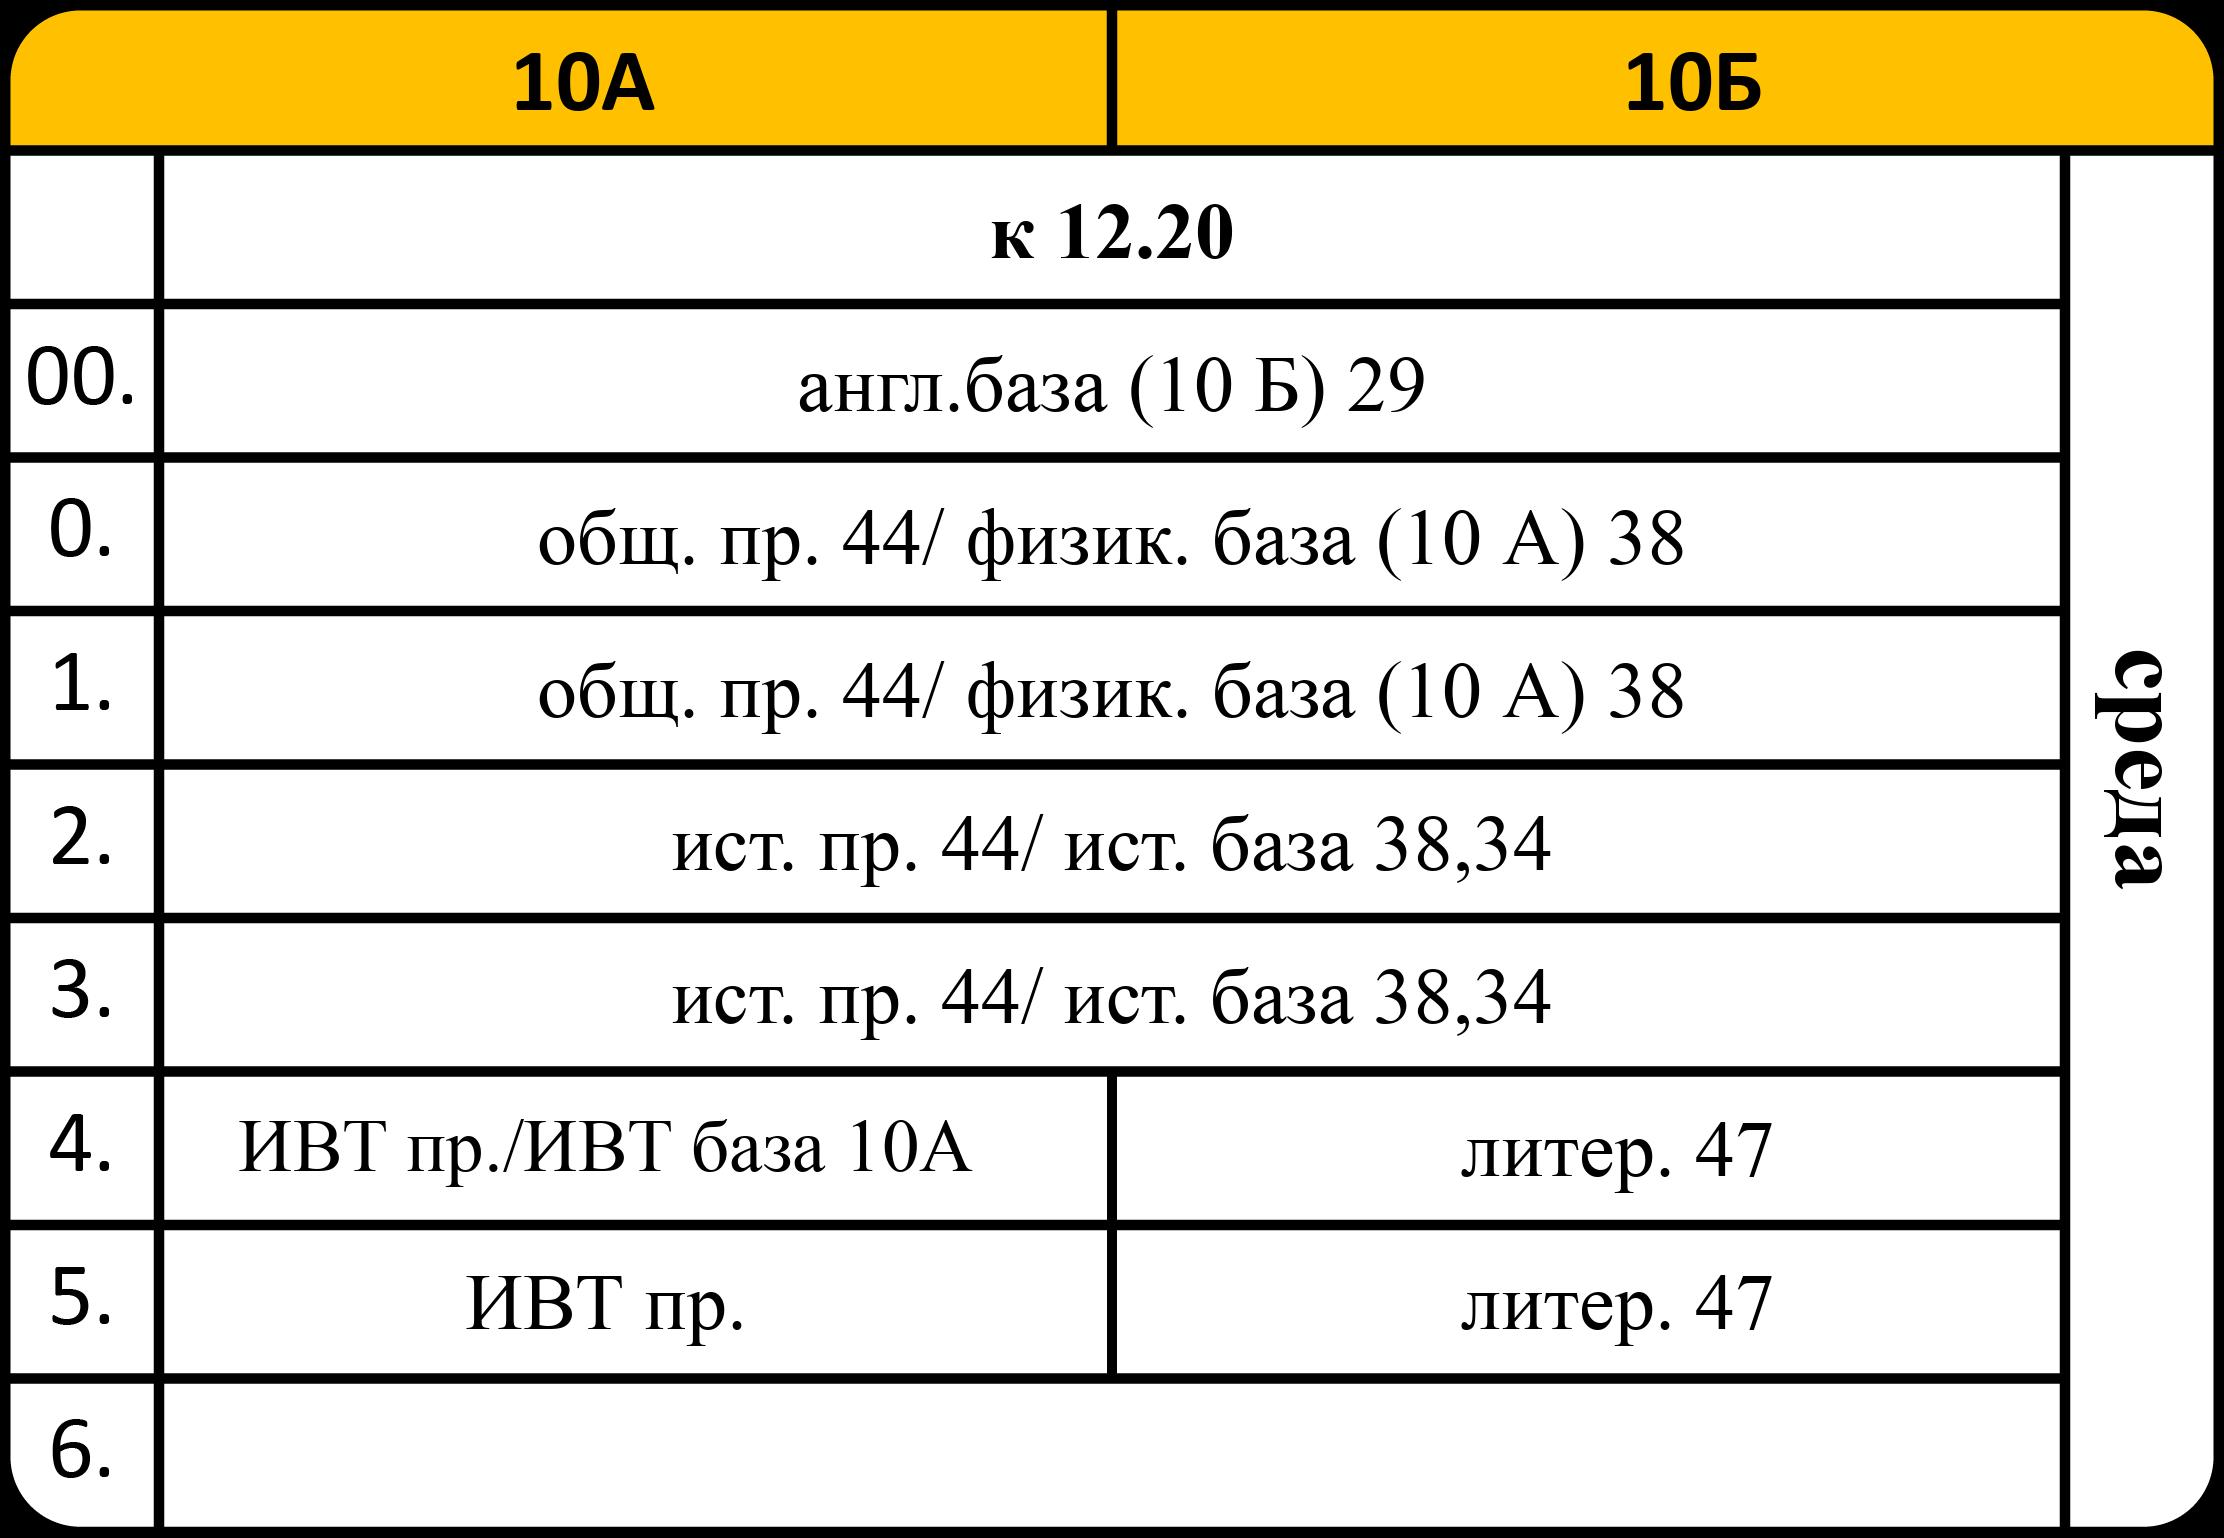 10А 10Б
к 12.20
00. англ.база (10 Б) 29
0. общ. пр. 44/ физик. база (10 А) 38
1. общ. пр. 44/ физик. база (10 А) 38
2. ист. пр. 44/ ист. база 38,34
3. ист. пр. 44/ ист. база 38,34
4. ИВТ пр./ИВТ база 10А литер. 47
5. ИВТ пр. литер. 47
6.
среда